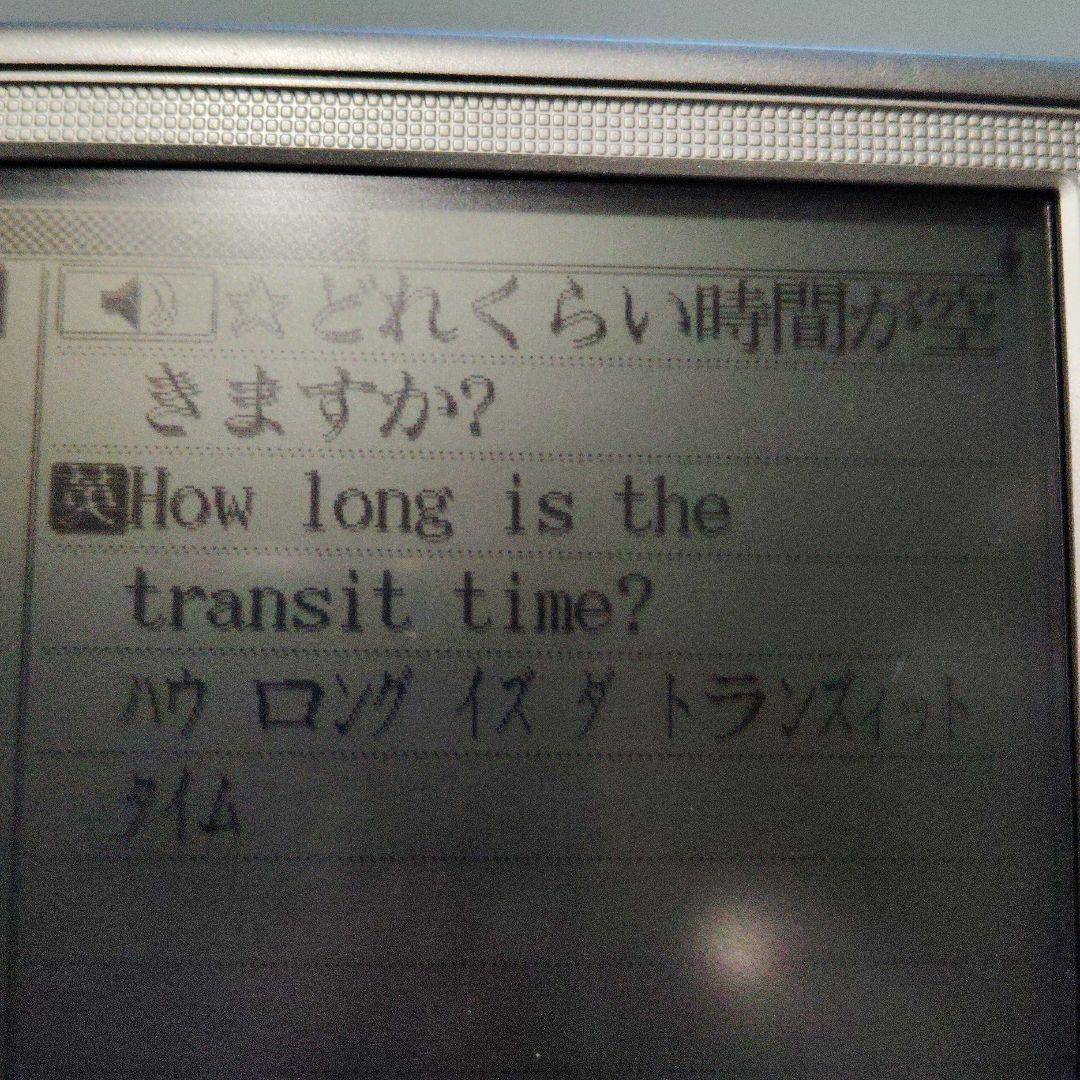 ☆どれくらい時間が空
きますか?
英How long is the
transit time?
ハウ ロング イズ ダ トランズィット
タイム